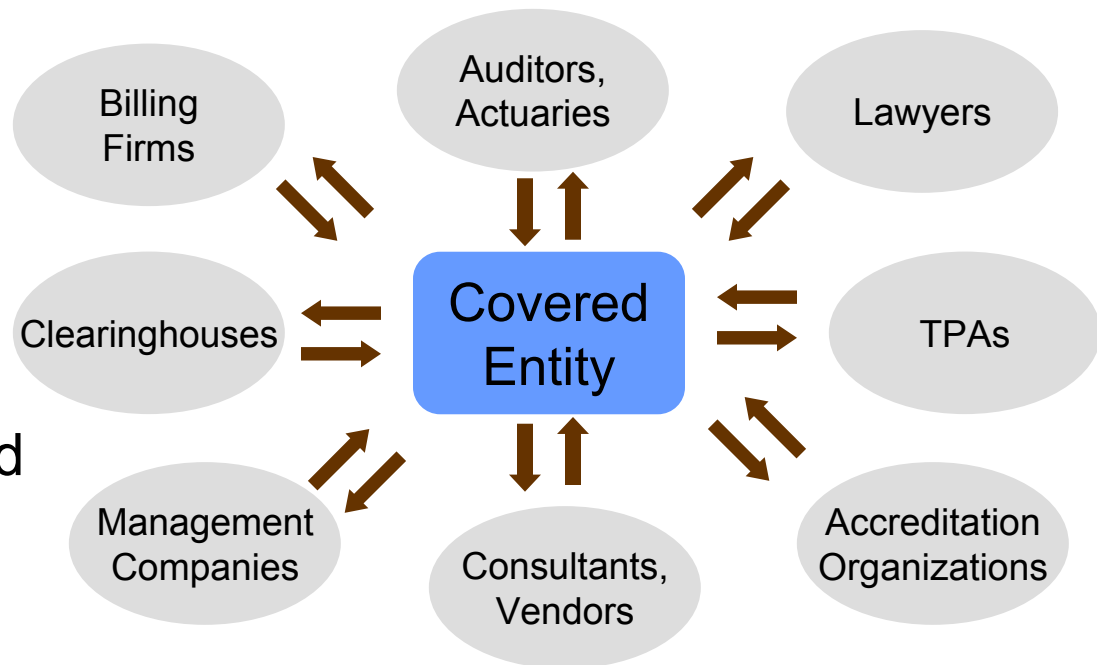 Billing
Firms
Auditors,
Actuaries
Lawyers
Clearinghouses
Covered
Entity
TPAs
d
Management
Companies
Consultants,
Vendors
Accreditation
Organizations